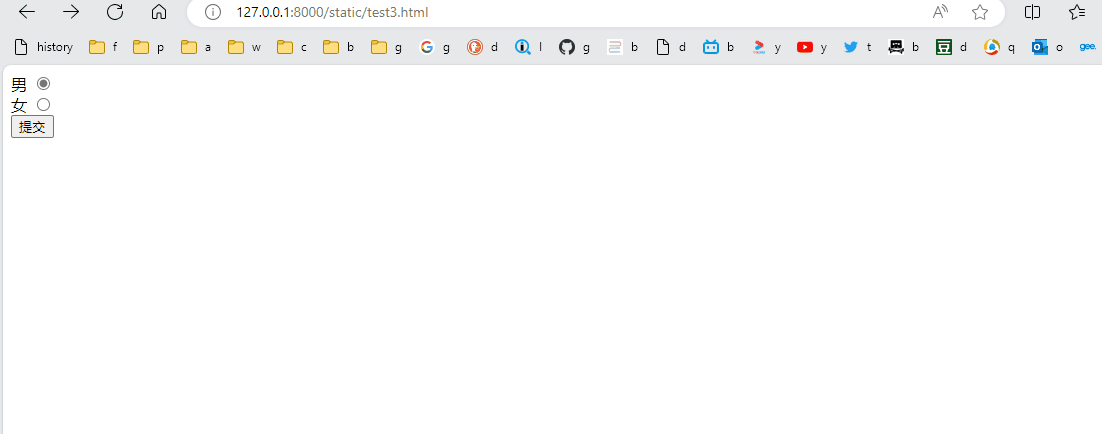 127.0.0.1:8000/static/test3.html
history f p a w c b g g d l g b d b y y t b d q o gee.
男
女
提交